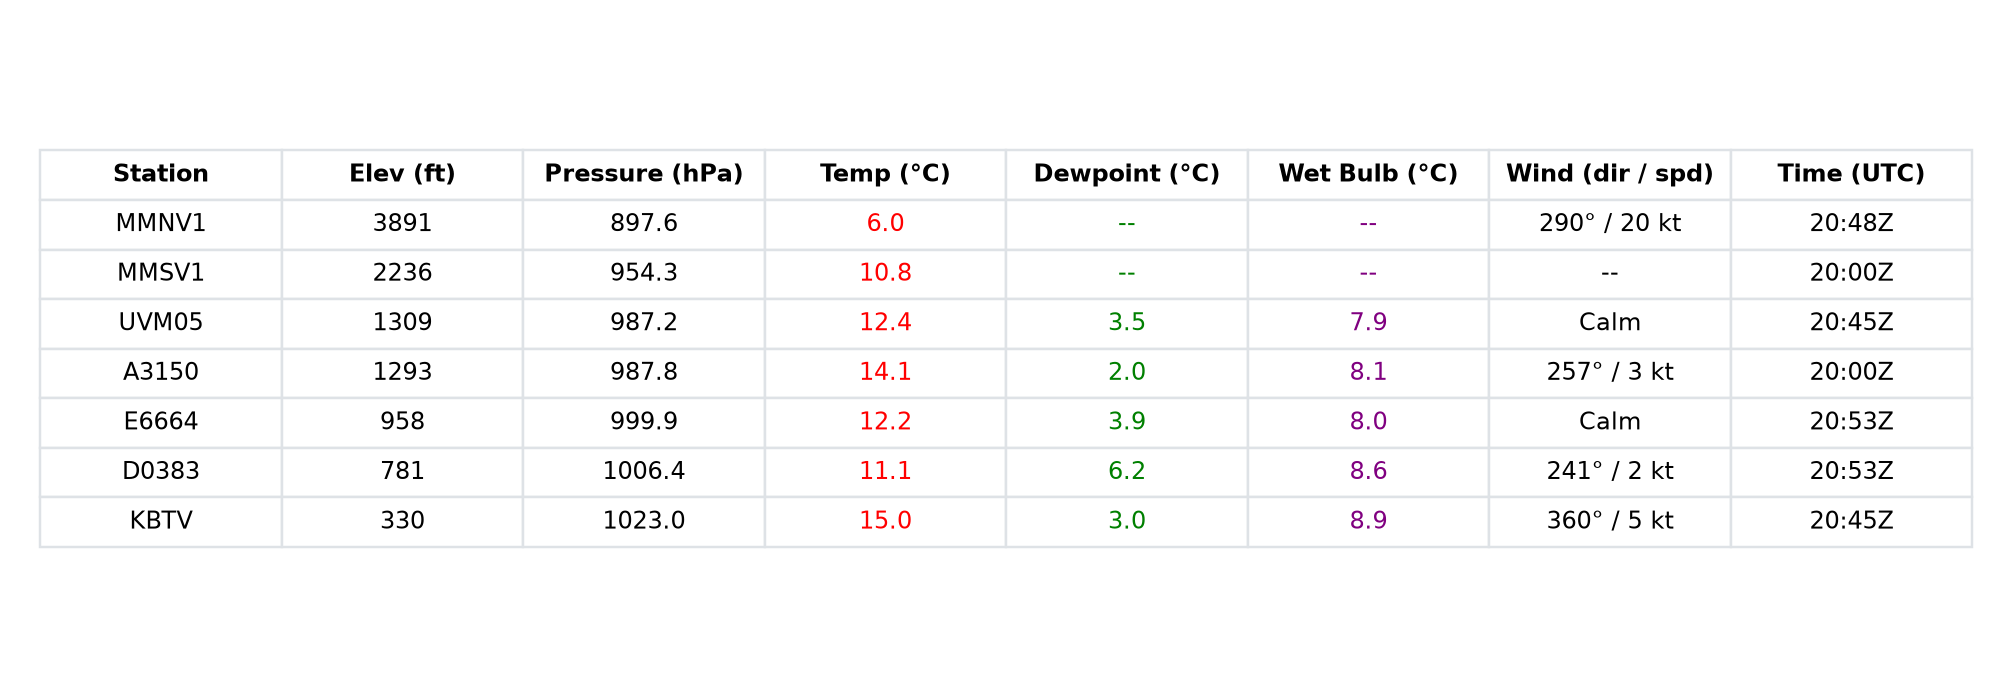 Station Elev (ft) Pressure (hPa) Temp (°C) Dewpoint (°C) Wet Bulb (°C) Wind (dir / spd) Time (UTC)
MMNV1 3891 897.6 6.0 -- -- 290° / 20 kt 20:48Z
MMSV1 2236 954.3 10.8 -- -- -- 20:00Z
UVM05 1309 987.2 12.4 3.5 7.9 Calm 20:45Z
A3150 1293 987.8 14.1 2.0 8.1 257° / 3 kt 20:00Z
E6664 958 999.9 12.2 3.9 8.0 Calm 20:53Z
D0383 781 1006.4 11.1 6.2 8.6 241° / 2 kt 20:53Z
KBTV 330 1023.0 15.0 3.0 8.9 360° / 5 kt 20:45Z